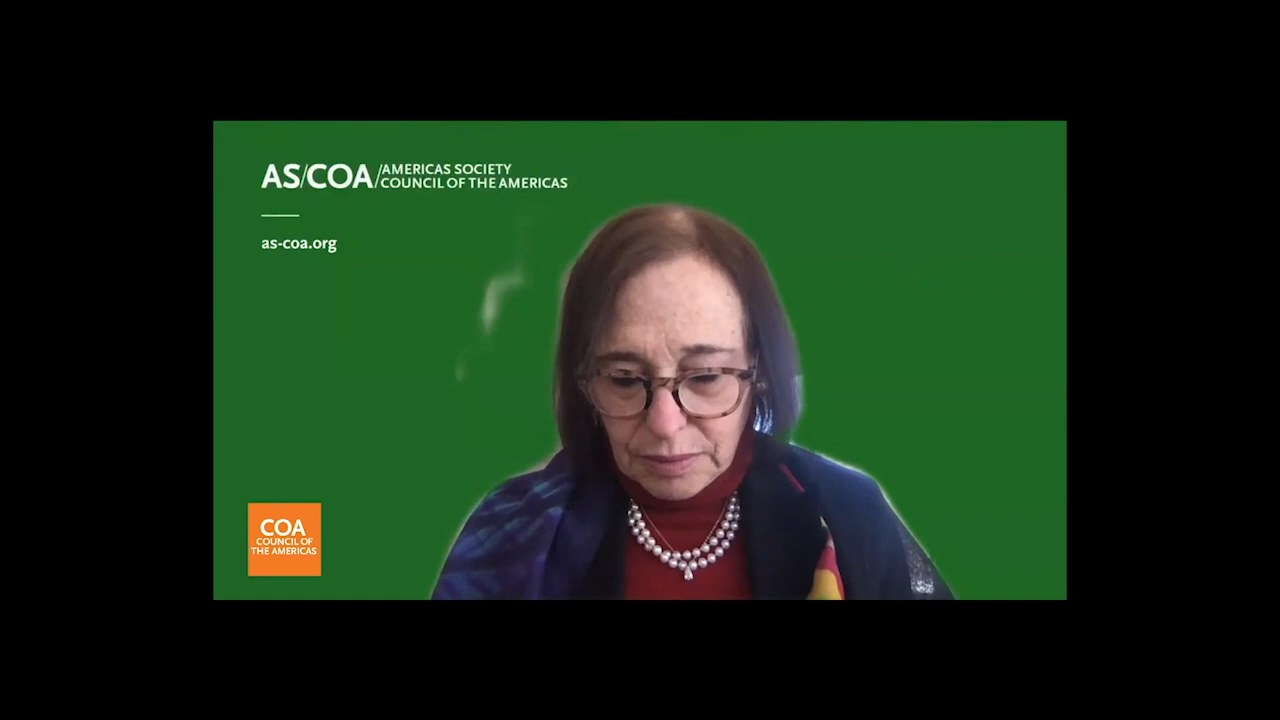 AS/COA/AMERICAS SOCIETY
COUNCIL OF THE AMERICAS
as-coa.org
COA
COUNCIL OF
THE AMERICAS